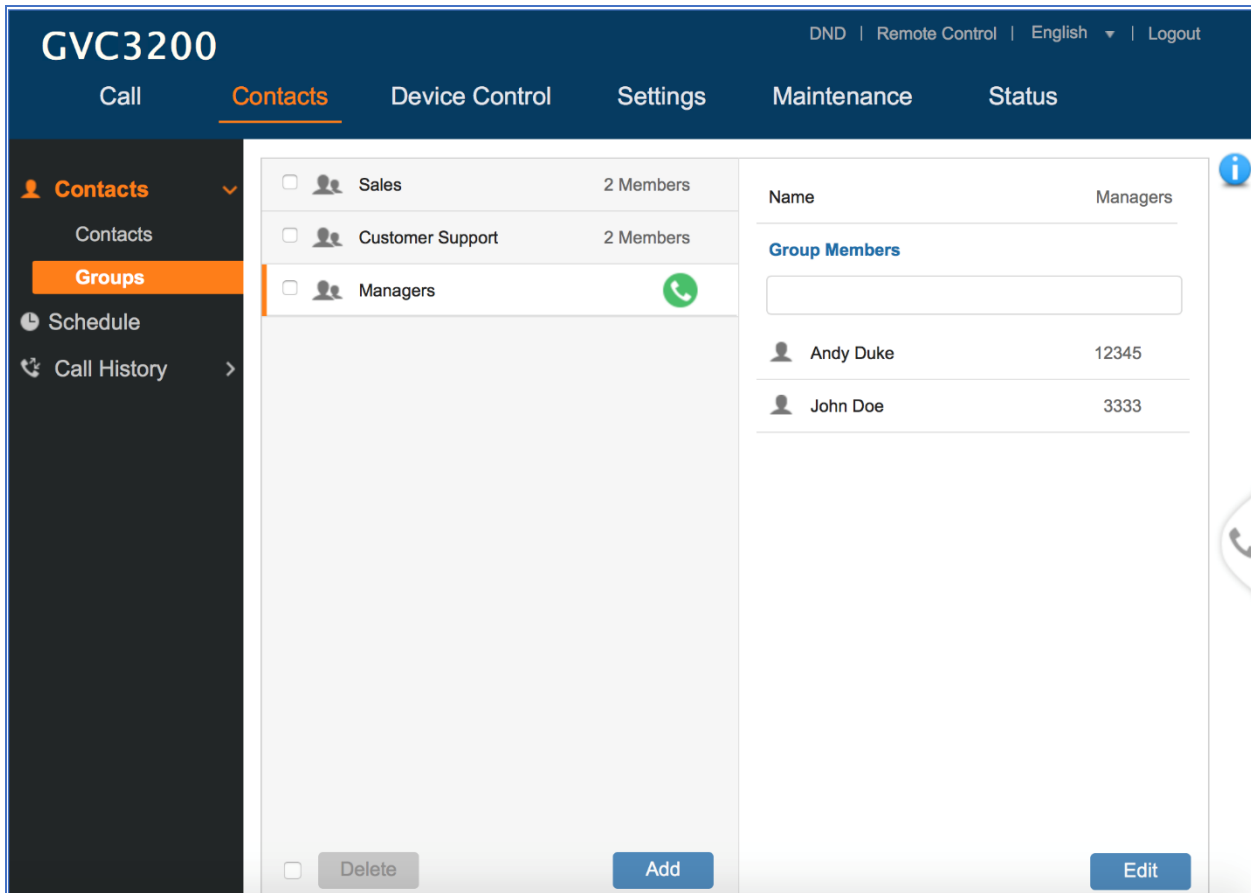 GVC3200
DND | Remote Control | English | Logout
Call Contacts Device Control Settings Maintenance Status
Contacts
Contacts
Groups
Schedule
Call History
Sales 2 Members
Customer Support 2 Members
Managers
Delete Add
Name Managers
Group Members
Andy Duke 12345
John Doe 3333
Edit